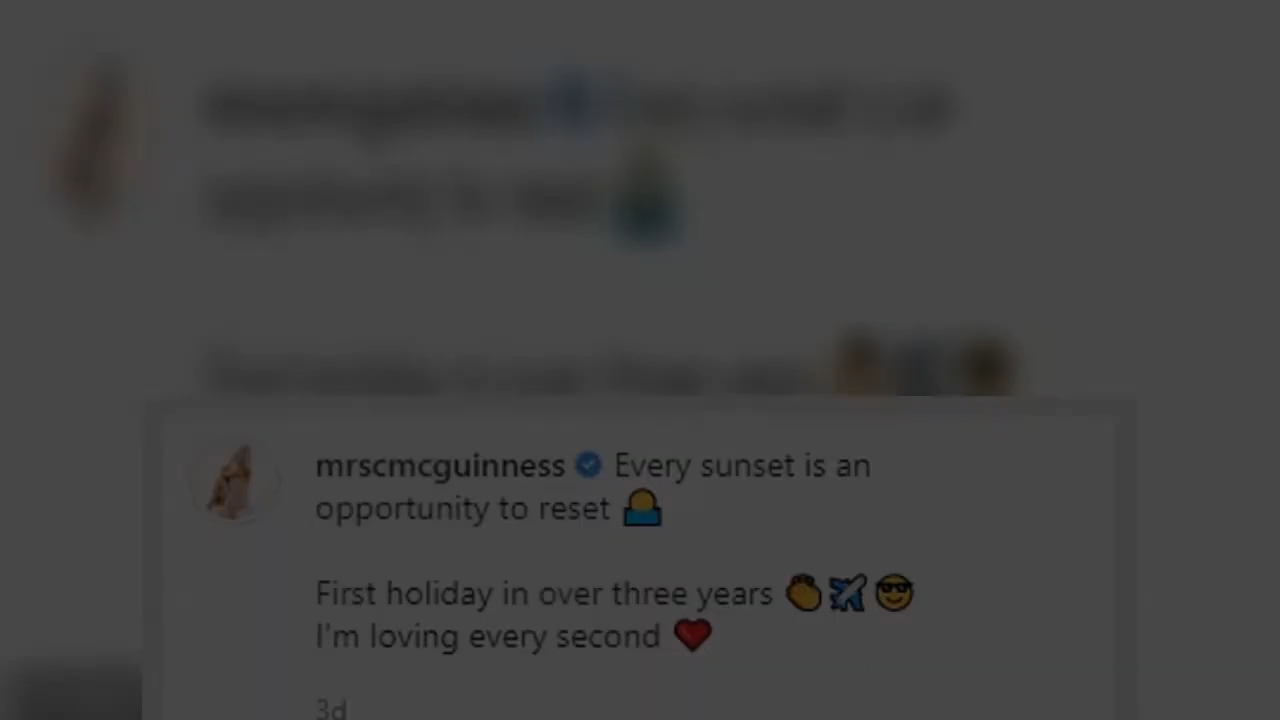 mrscmcguinness Every sunset is an
opportunity to reset
First holiday in over three years
I'm loving every second
3d